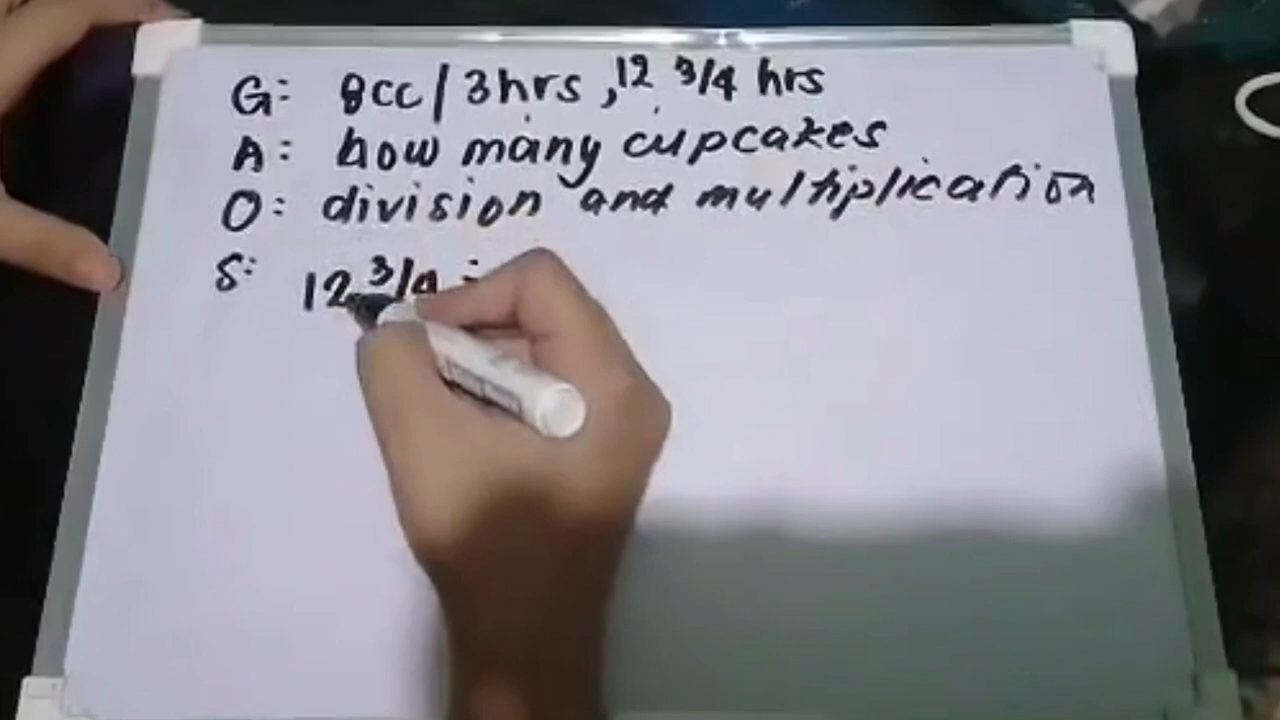 G: 8cc/3hrs, 12 3/4 hrs
A: how many cupcakes
O: division and multiplication
S: 12 3/4 ÷